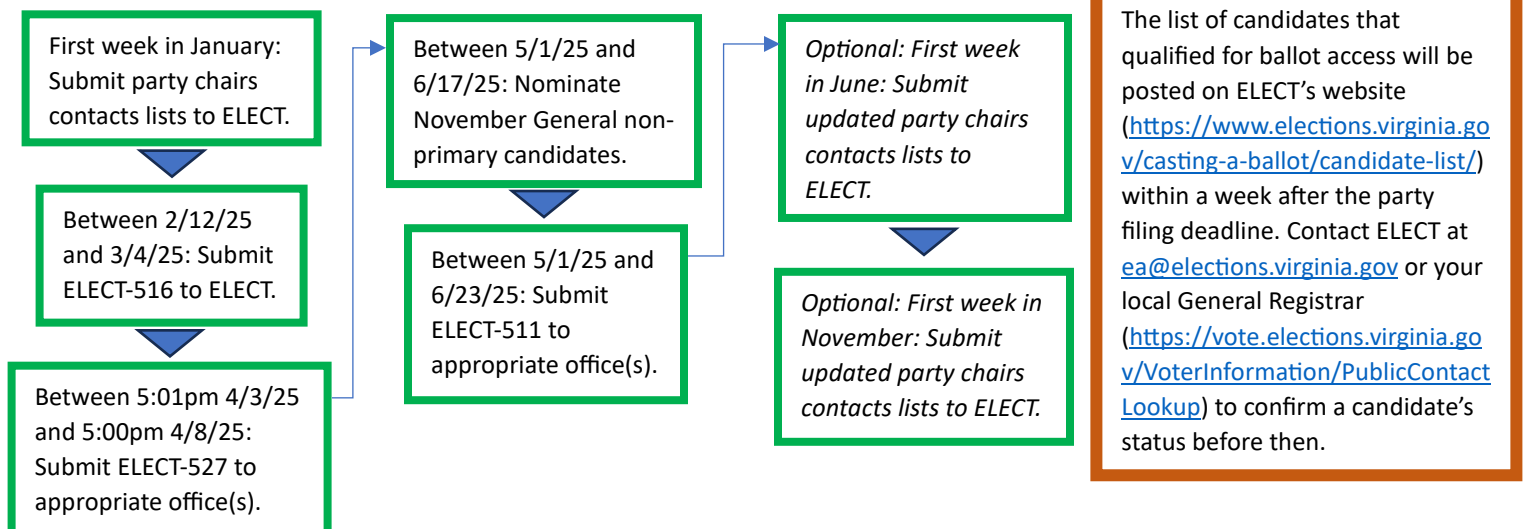 First week in January:
Submit party chairs
contacts lists to ELECT.
Between 2/12/25
and 3/4/25: Submit
ELECT-516 to ELECT.
Between 5:01pm 4/3/25
and 5:00pm 4/8/25:
Submit ELECT-527 to
appropriate office(s).
Between 5/1/25 and
6/17/25: Nominate
November General non-
primary candidates.
Between 5/1/25 and
6/23/25: Submit
ELECT-511 to
appropriate office(s).
Optional: First week
in June: Submit
updated party chairs
contacts lists to
ELECT.
Optional: First week in
November: Submit
updated party chairs
contacts lists to ELECT.
The list of candidates that
qualified for ballot access will be
posted on ELECT’s website
(https://www.elections.virginia.go
v/casting-a-ballot/candidate-list/)
within a week after the party
filing deadline. Contact ELECT at
ea@elections.virginia.gov or your
local General Registrar
(https://vote.elections.virginia.go
v/VoterInformation/PublicContact
Lookup) to confirm a candidate’s
status before then.